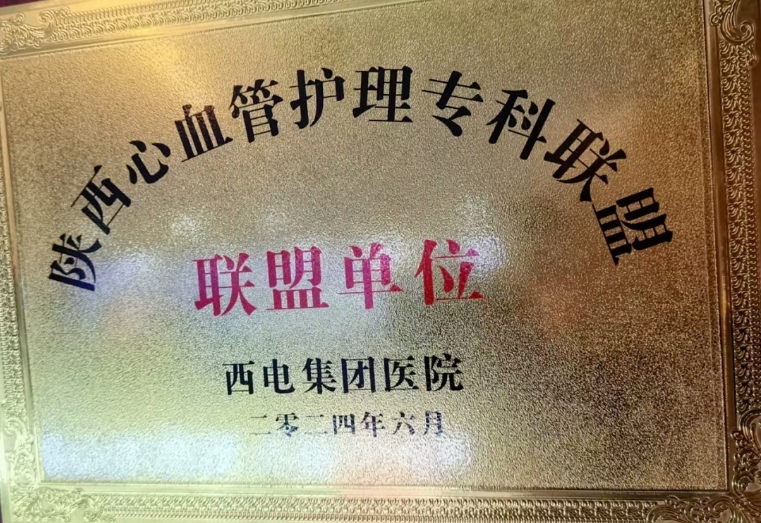 陕西心血管护理专科联盟
联盟单位
西电集团医院
二零二四年六月